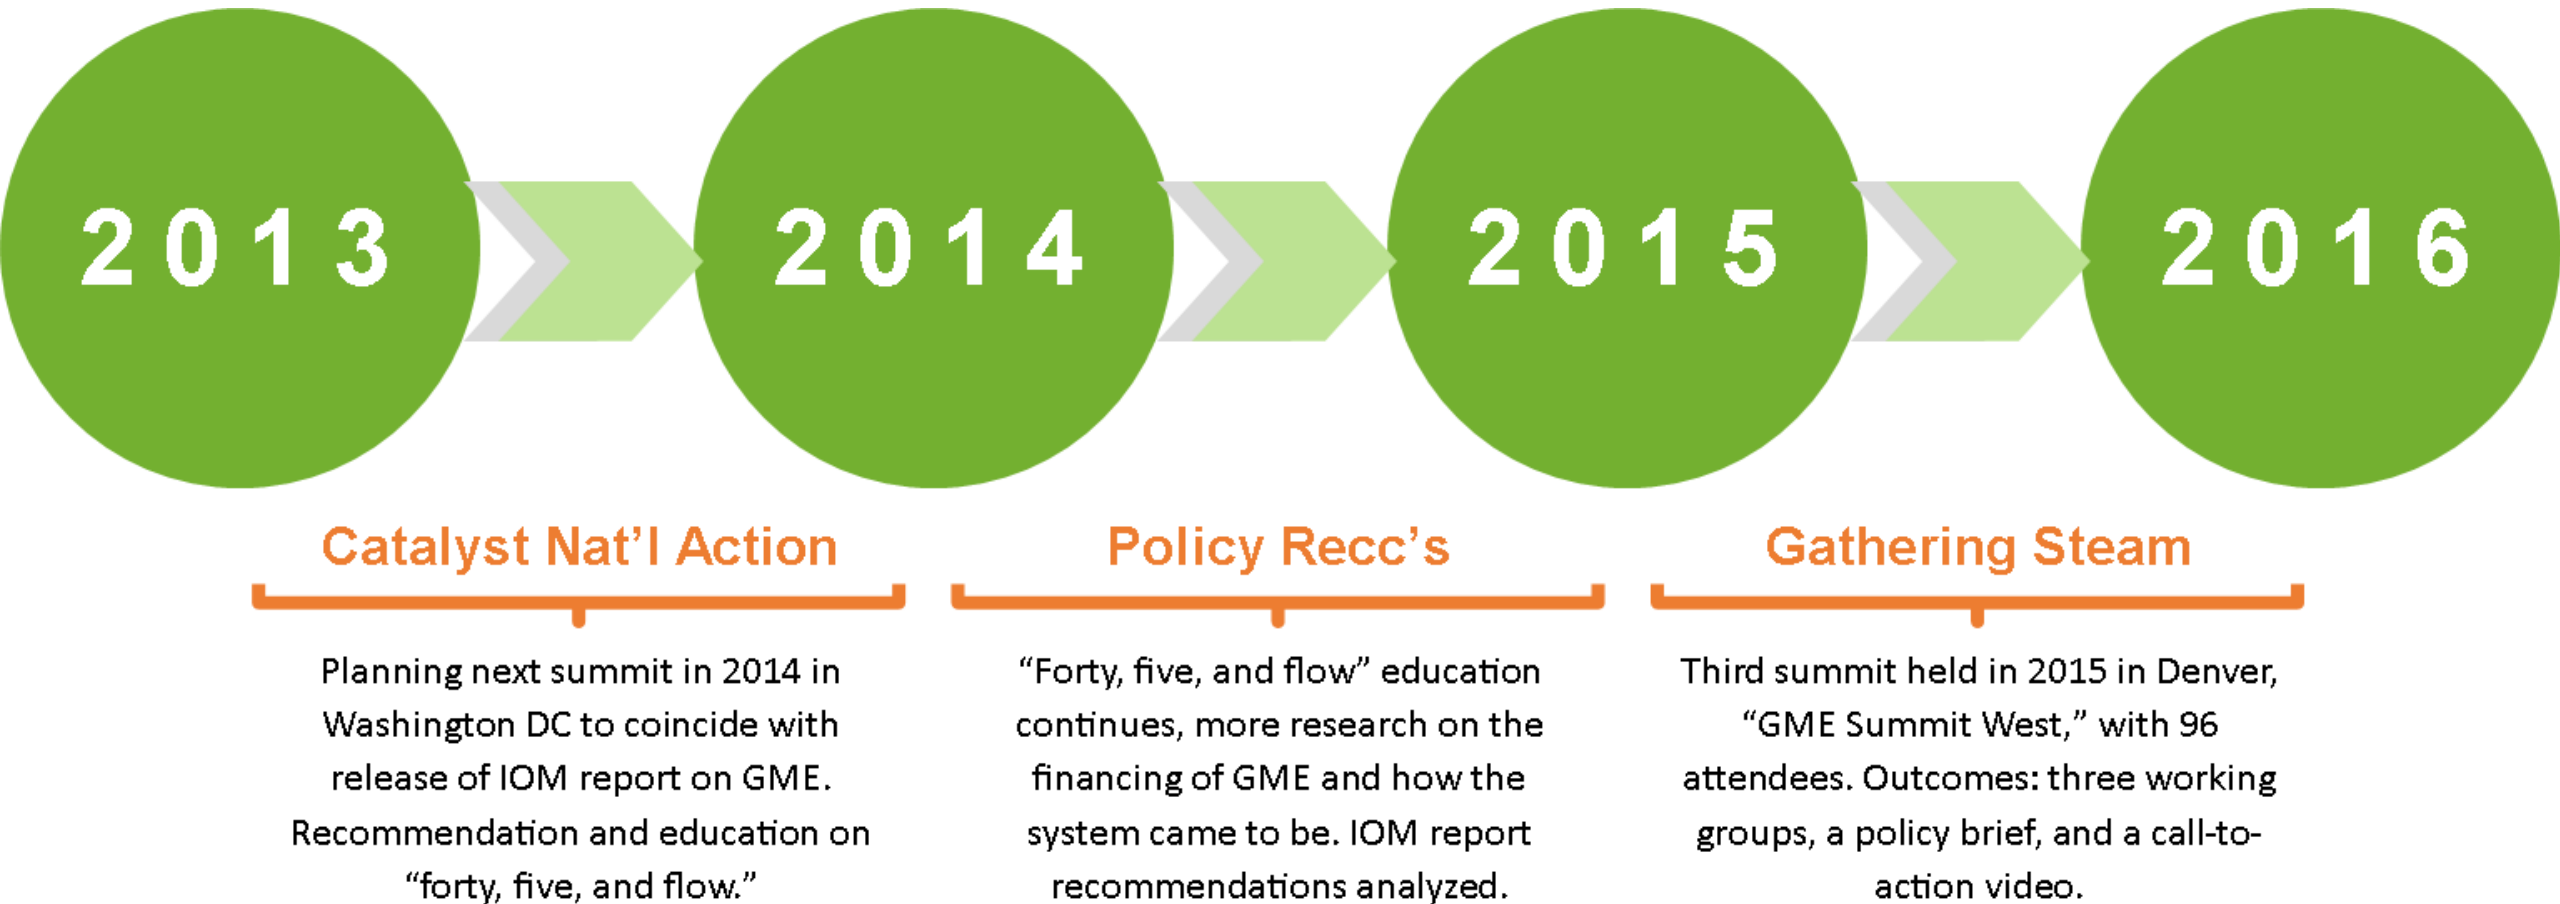 2013
2014
2015
2016
Catalyst Nat’l Action
Planning next summit in 2014 in
Washington DC to coincide with
release of IOM report on GME.
Recommendation and education on
“forty, five, and flow.”
Policy Recc’s
“Forty, five, and flow” education
continues, more research on the
financing of GME and how the
system came to be. IOM report
recommendations analyzed.
Gathering Steam
Third summit held in 2015 in Denver,
“GME Summit West,” with 96
attendees. Outcomes: three working
groups, a policy brief, and a call-to-
action video.